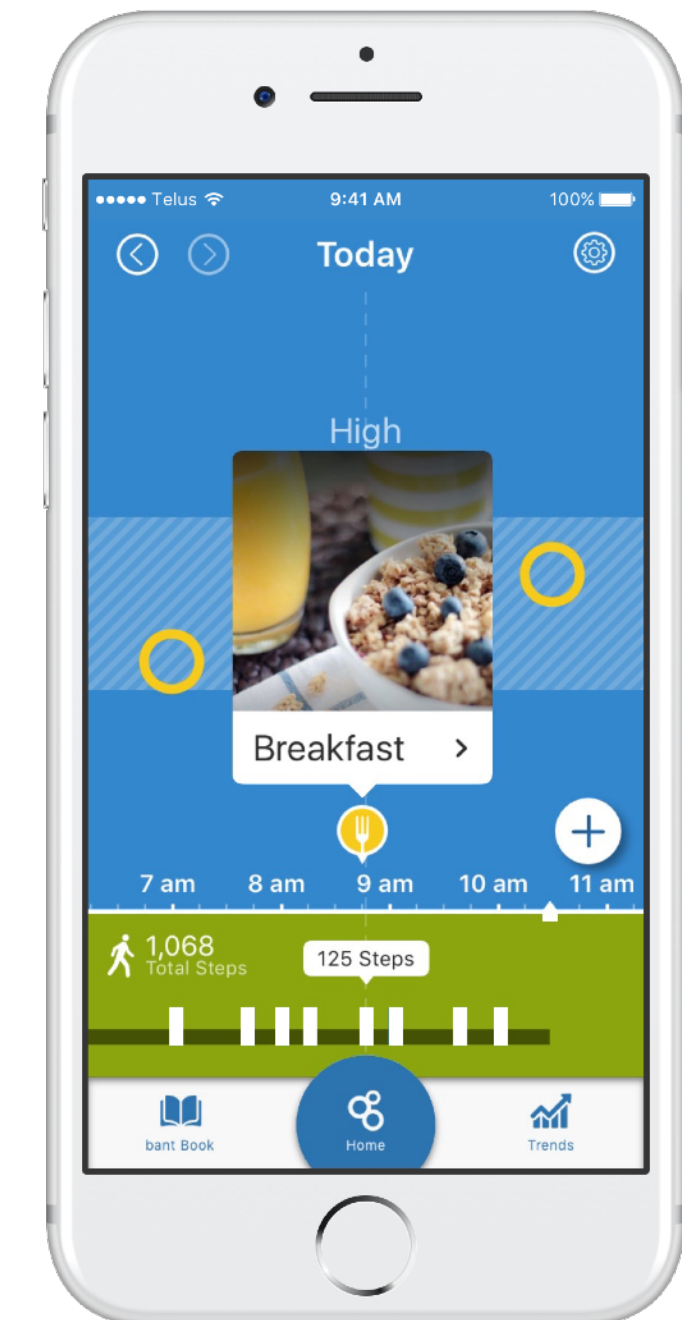 Telus 9:41 AM 100%
Today
High
Breakfast
7 am 8 am 9 am 10 am 11 am
1,068
Total Steps
125 Steps
bant Book Home Trends